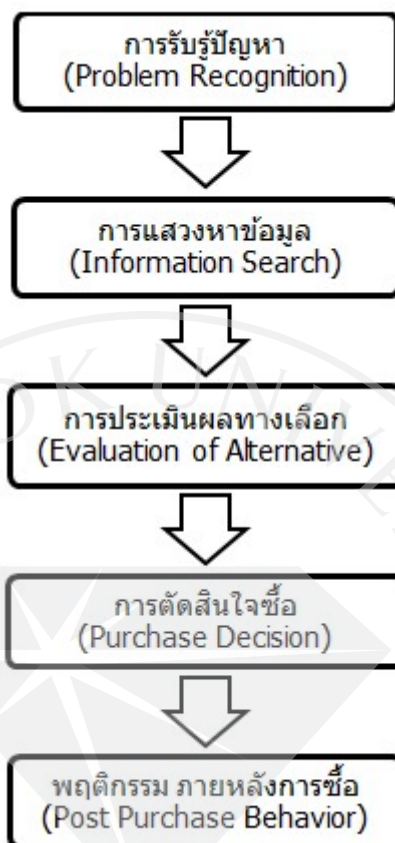 การรับรู้ปัญหา
(Problem Recognition)
การแสวงหาข้อมูล
(Information Search)
การประเมินผลทางเลือก
(Evaluation of Alternative)
การตัดสินใจซื้อ
(Purchase Decision)
พฤติกรรม ภายหลังการซื้อ
(Post Purchase Behavior)